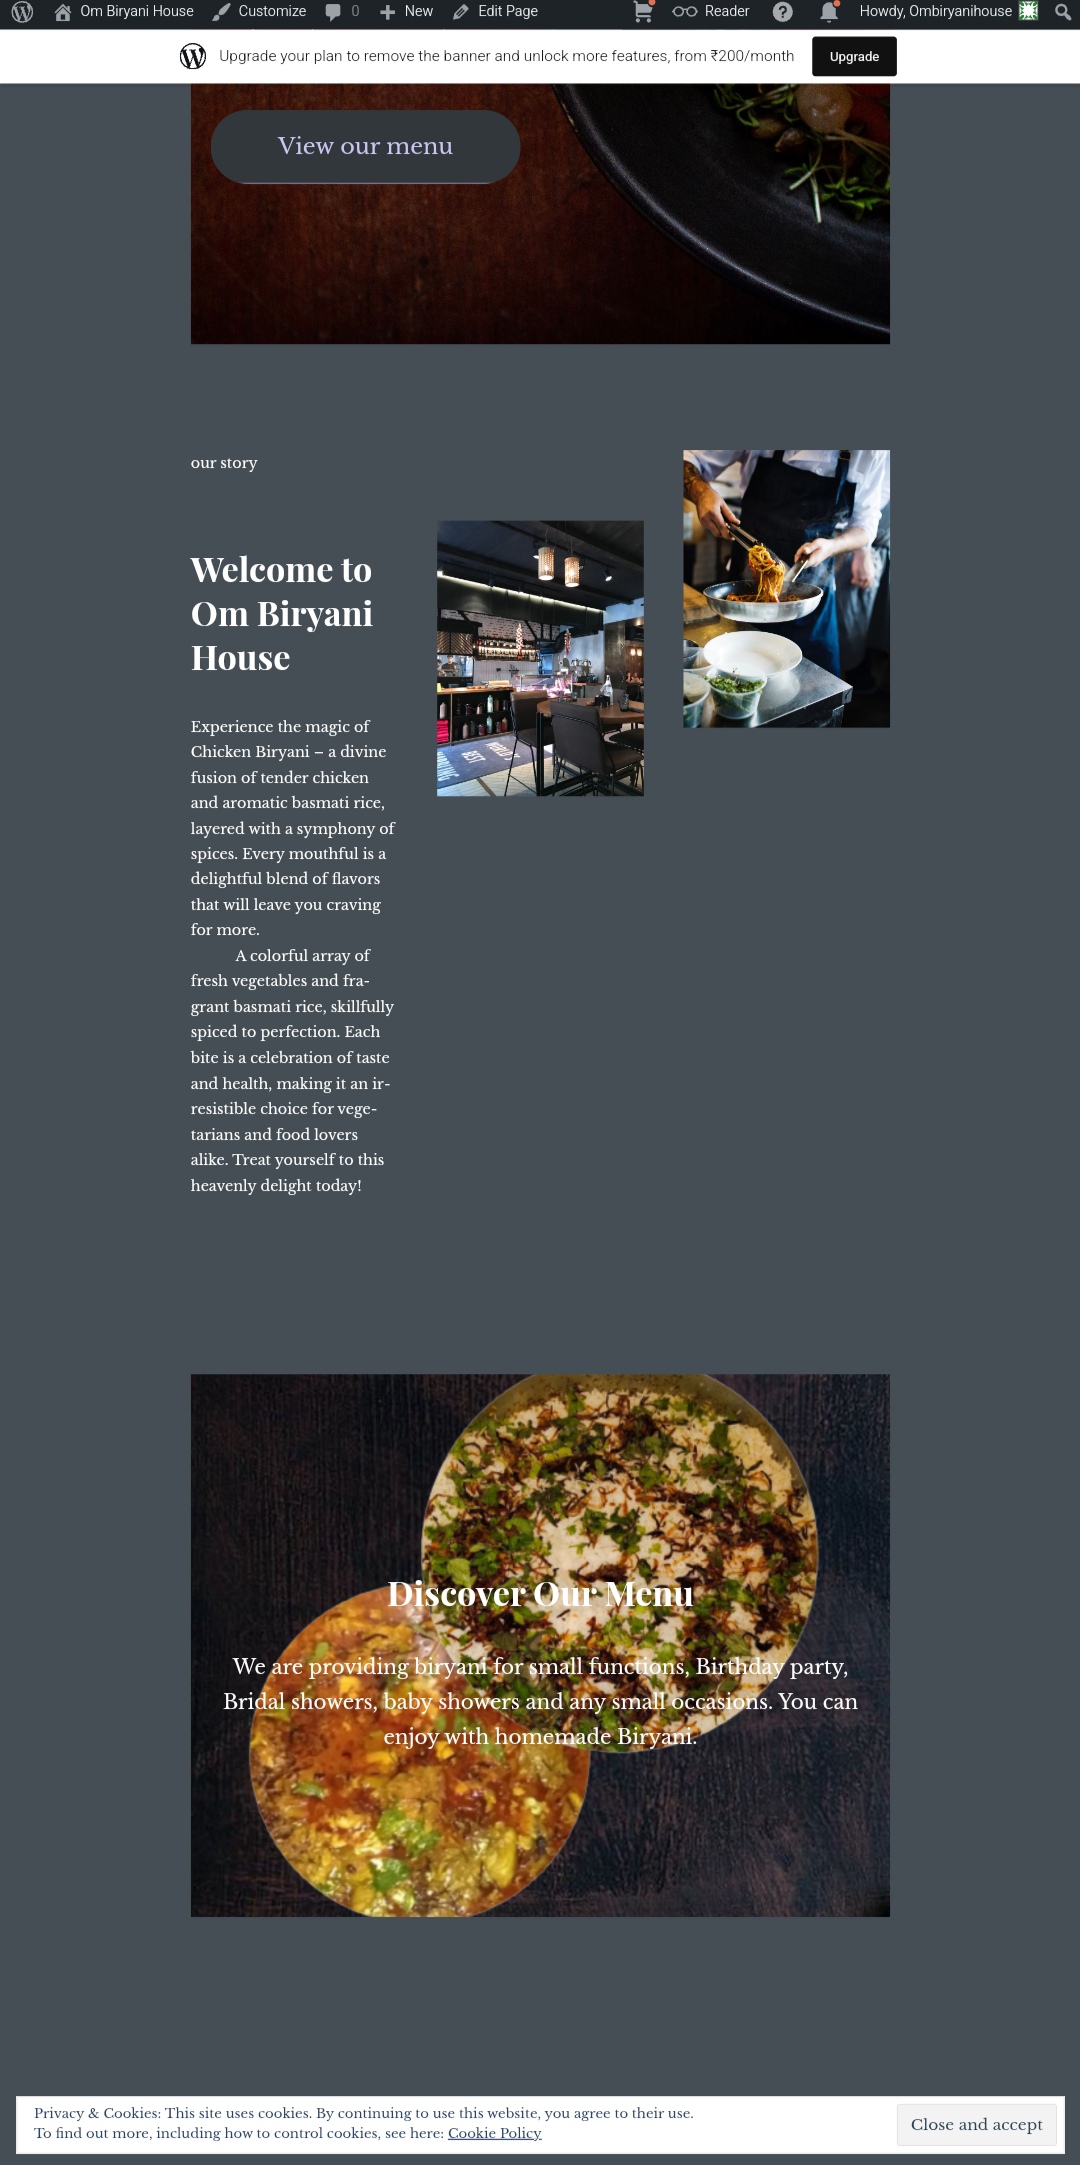 Om Biryani House Customize 0 New Edit Page Reader Howdy, Ombiryanihouse
Upgrade your plan to remove the banner and unlock more features, from ₹200/month Upgrade
View our menu
our story
Welcome to
Om Biryani
House
Experience the magic of
Chicken Biryani – a divine
fusion of tender chicken
and aromatic basmati rice,
layered with a symphony of
spices. Every mouthful is a
delightful blend of flavors
that will leave you craving
for more.
A colorful array of
fresh vegetables and fra-
grant basmati rice, skillfully
spiced to perfection. Each
bite is a celebration of taste
and health, making it an ir-
resistible choice for vege-
tarians and food lovers
alike. Treat yourself to this
heavenly delight today!
Discover Our Menu
We are providing biryani for small functions, Birthday party,
Bridal showers, baby showers and any small occasions. You can
enjoy with homemade Biryani.
Privacy & Cookies: This site uses cookies. By continuing to use this website, you agree to their use.
To find out more, including how to control cookies, see here: Cookie Policy
Close and accept